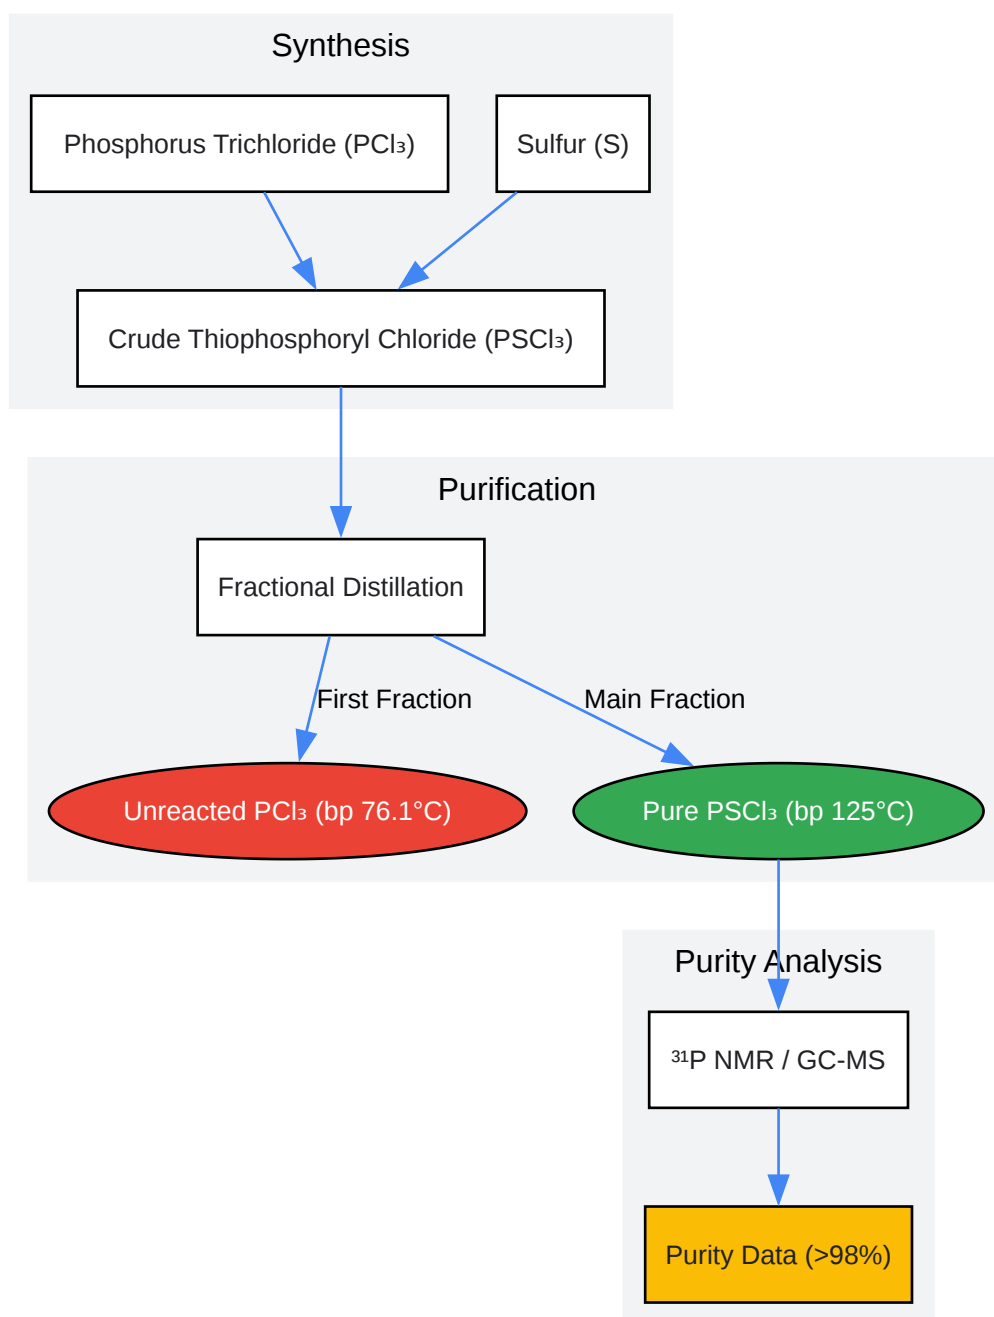 Synthesis
Phosphorus Trichloride (PCl₃)
Sulfur (S)
Crude Thiophosphoryl Chloride (PSCl₃)
Purification
Fractional Distillation
First Fraction
Main Fraction
Unreacted PCl₃ (bp 76.1°C)
Pure PSCl₃ (bp 125°C)
Purity Analysis
³¹P NMR / GC-MS
Purity Data (>98%)